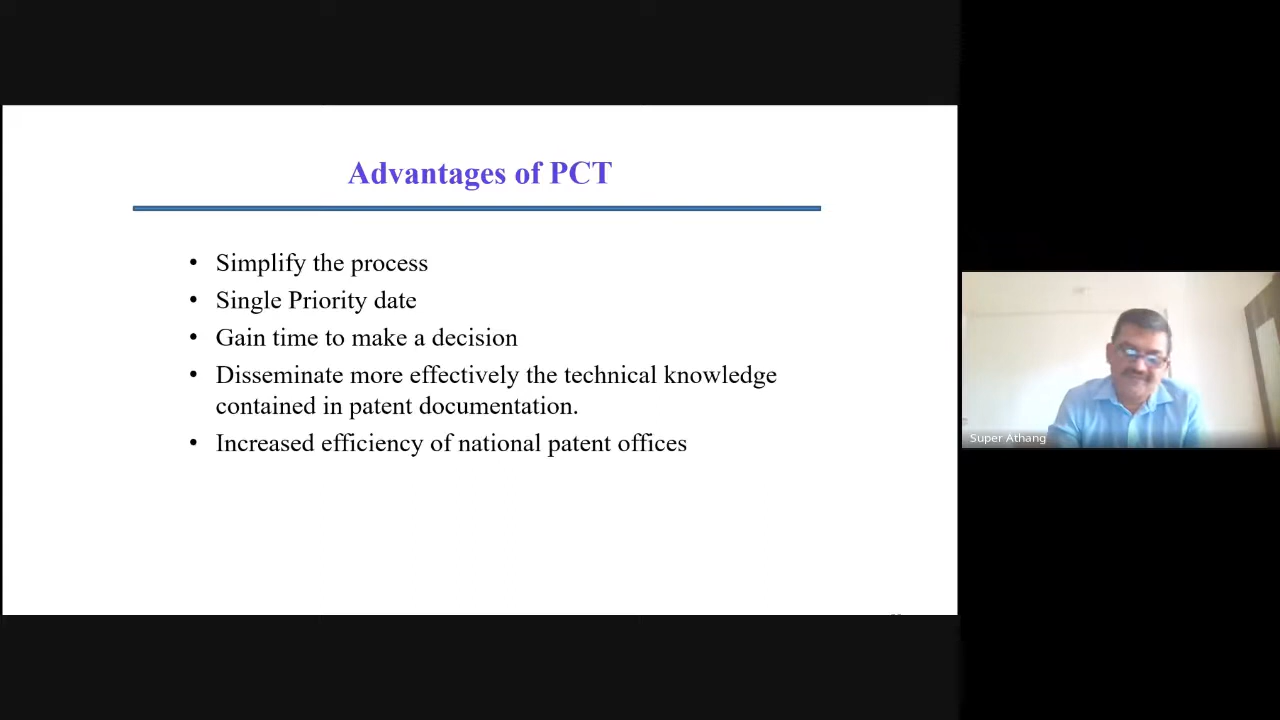 Advantages of PCT
• Simplify the process
• Single Priority date
• Gain time to make a decision
• Disseminate more effectively the technical knowledge
contained in patent documentation.
• Increased efficiency of national patent offices
Super Athang